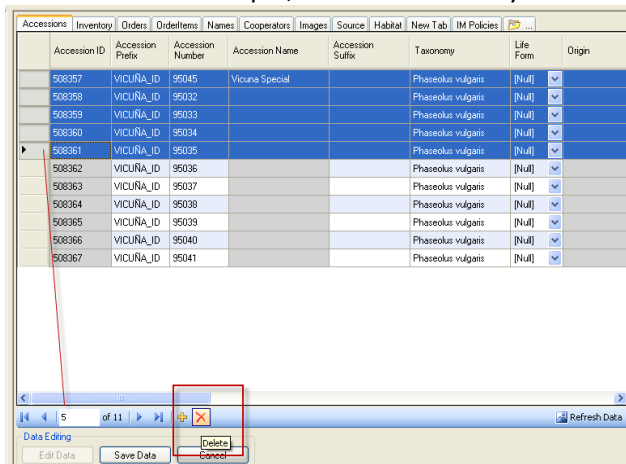 Accessions Inventory Orders OrderItems Names Cooperators Images Source Habitat New Tab IM Policies ...
Accession ID Accession Prefix Accession Number Accession Name Accession Suffix Taxonomy Life Form Origin
508357 VICUÑA_ID 95045 Vicuna Special Phaseolus vulgaris [Null]
508358 VICUÑA_ID 95032 Phaseolus vulgaris [Null]
508359 VICUÑA_ID 95033 Phaseolus vulgaris [Null]
508360 VICUÑA_ID 95034 Phaseolus vulgaris [Null]
508361 VICUÑA_ID 95035 Phaseolus vulgaris [Null]
508362 VICUÑA_ID 95036 Phaseolus vulgaris [Null]
508363 VICUÑA_ID 95037 Phaseolus vulgaris [Null]
508364 VICUÑA_ID 95038 Phaseolus vulgaris [Null]
508365 VICUÑA_ID 95039 Phaseolus vulgaris [Null]
508366 VICUÑA_ID 95040 Phaseolus vulgaris [Null]
508367 VICUÑA_ID 95041 Phaseolus vulgaris [Null]
5 of 11 Refresh Data
Data Editing
Delete
Edit Data Save Data Cancel